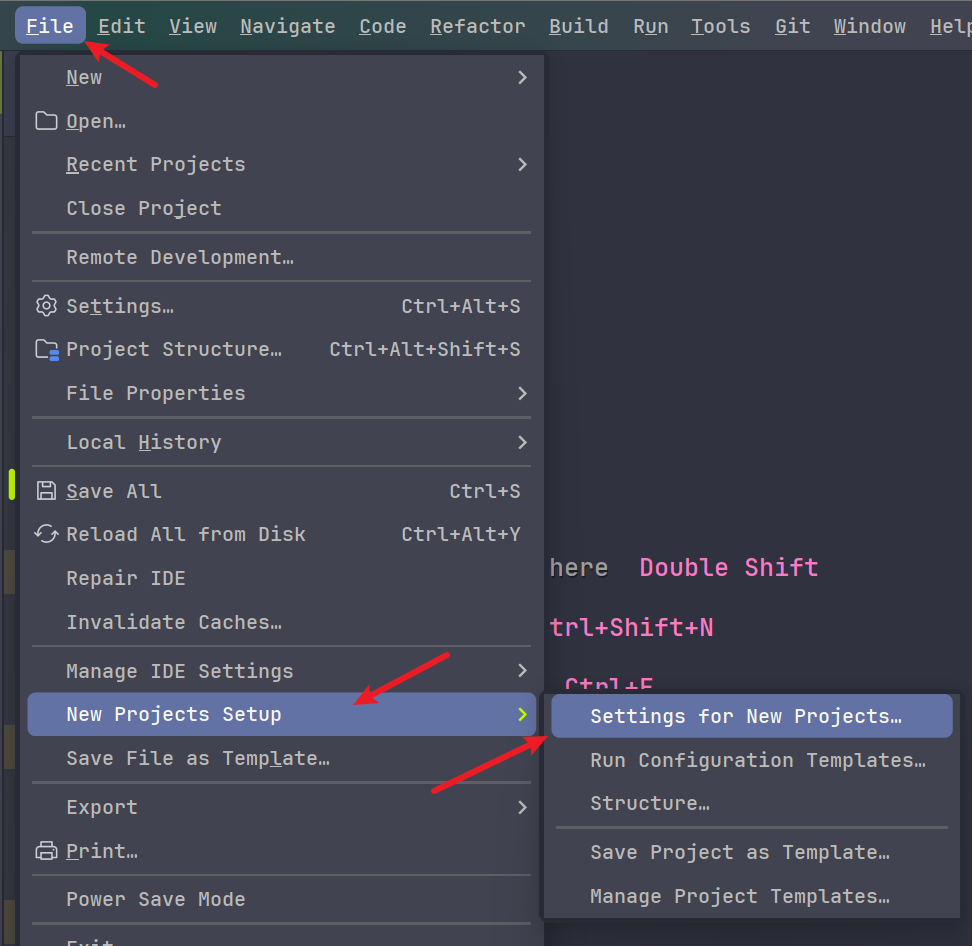 File Edit View Navigate Code Refactor Build Run Tools Git Window Help
New
Open…
Recent Projects
Close Project
Remote Development…
Settings… Ctrl+Alt+S
Project Structure… Ctrl+Alt+Shift+S
File Properties
Local History
Save All Ctrl+S
Reload All from Disk Ctrl+Alt+Y
here Double Shift
Repair IDE
Invalidate Caches…
trl+Shift+N
Manage IDE Settings
Ctrl+E
New Projects Setup
Settings for New Projects…
Save File as Template…
Run Configuration Templates…
Export
Structure…
Print…
Save Project as Template…
Power Save Mode
Manage Project Templates…
Exit